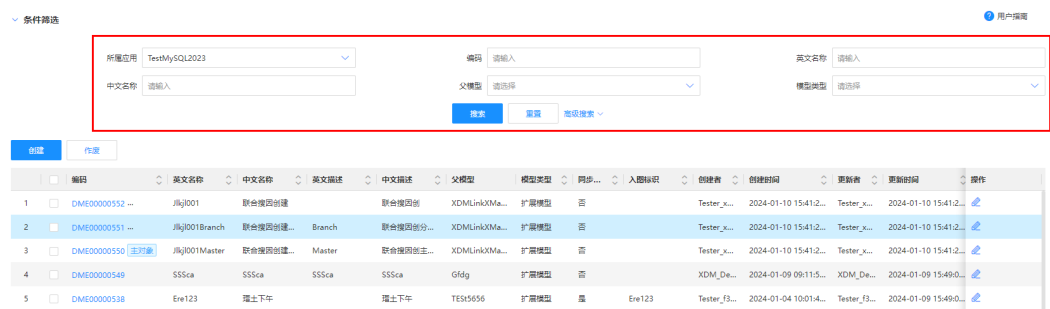 条件筛选 用户指南
所属应用 TestMySQL2023 编码 请输入 英文名称 请输入
中文名称 请输入 父模型 请选择 模型类型 请选择
搜索 重置 高级搜索
创建 作废
编码 英文名称 中文名称 英文描述 中文描述 父模型 模型类型 同步... 入图标识 创建者 创建时间 更新者 更新时间 操作
1 DME00000552 ... Jlkjl001 联合搜因创建 联合搜因创 XDMLinkXMa... 扩展模型 否 Tester_x... 2024-01-10 15:41:2... Tester_x... 2024-01-10 15:41:2...
2 DME00000551 ... Jlkjl001Branch 联合搜因创建... Branch 联合搜因创分... XDMLinkXMa... 扩展模型 否 Tester_x... 2024-01-10 15:41:2... Tester_x... 2024-01-10 15:41:2...
3 DME00000550 主对象 Jlkjl001Master 联合搜因创建... Master 联合搜因创主... XDMLinkXMa... 扩展模型 否 Tester_x... 2024-01-10 15:41:2... Tester_x... 2024-01-10 15:41:2...
4 DME00000549 SSSca SSSca SSSca SSSca Gfdg 扩展模型 否 XDM_De... 2024-01-09 09:11:5... XDM_De... 2024-01-09 15:49:0...
5 DME00000538 Ere123 瑨土下午 瑨土下午 TESt5656 扩展模型 是 Ere123 Tester_f3... 2024-01-04 10:01:4... Tester_f3... 2024-01-09 15:49:0...